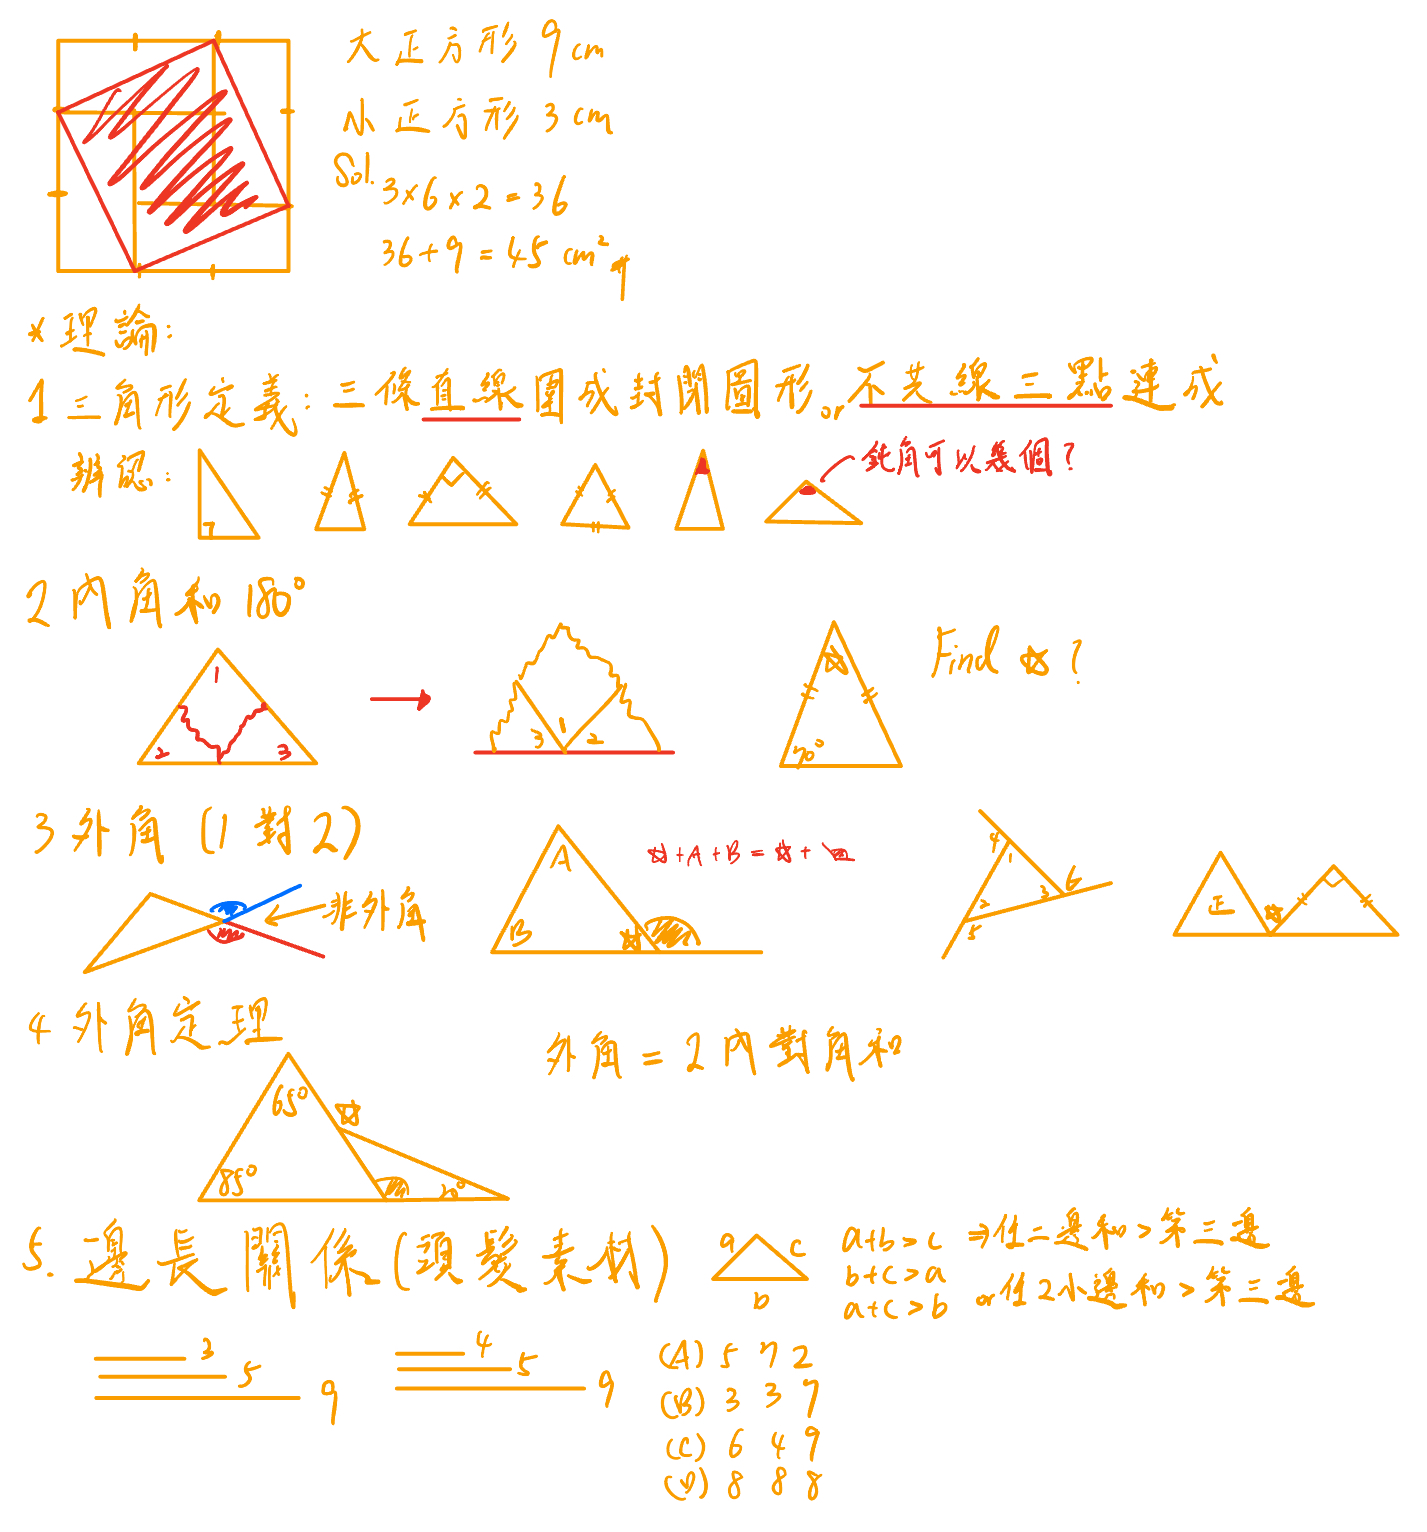 大正方形 9 cm
小正方形 3 cm
Sol.
3×6×2=36
36+9=45 cm²
*理論:
1 三角形定義: 三條直線圍成封閉圖形 or 不共線三點連成
辨認:
鈍角可以幾個?
2 內角和 180°
1
2 3
3 1 2
☆
70°
Find ☆?
3 外角 (1對2)
非外角
A
B ☆
☆+A+B=☆+
4
1
2 3 6
5
正 ☆
4 外角定理
外角 = 2內對角和
65° ☆
85° 20°
5. 邊長關係(頭髮素材)
a c
b
a+b>c ⇒任二邊和>第三邊
b+c>a
a+c>b or 任2小邊和>第三邊
3
5
9
4
5
9
(A) 5 7 2
(B) 3 3 7
(C) 6 4 9
(D) 8 8 8